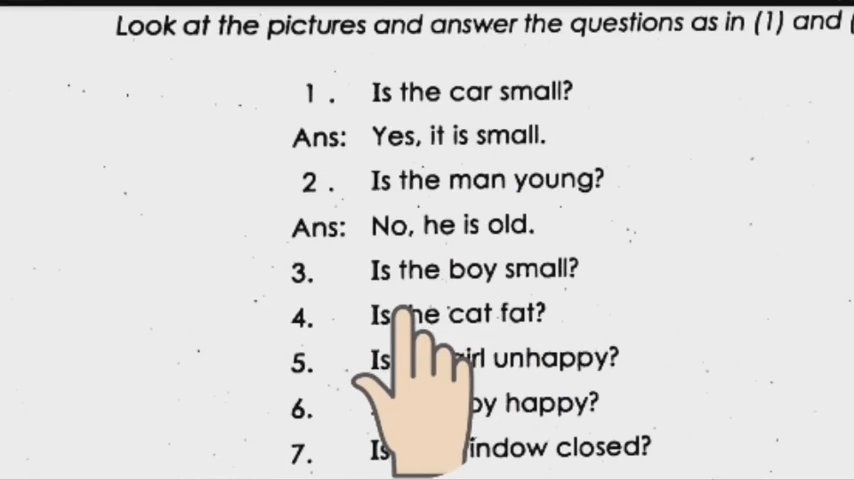 Look at the pictures and answer the questions as in (1) and (
1 . Is the car small?
Ans: Yes, it is small.
2 . Is the man young?
Ans: No, he is old.
3. Is the boy small?
4. Is cat fat?
5. Is unhappy?
6. happy?
7. Is closed?